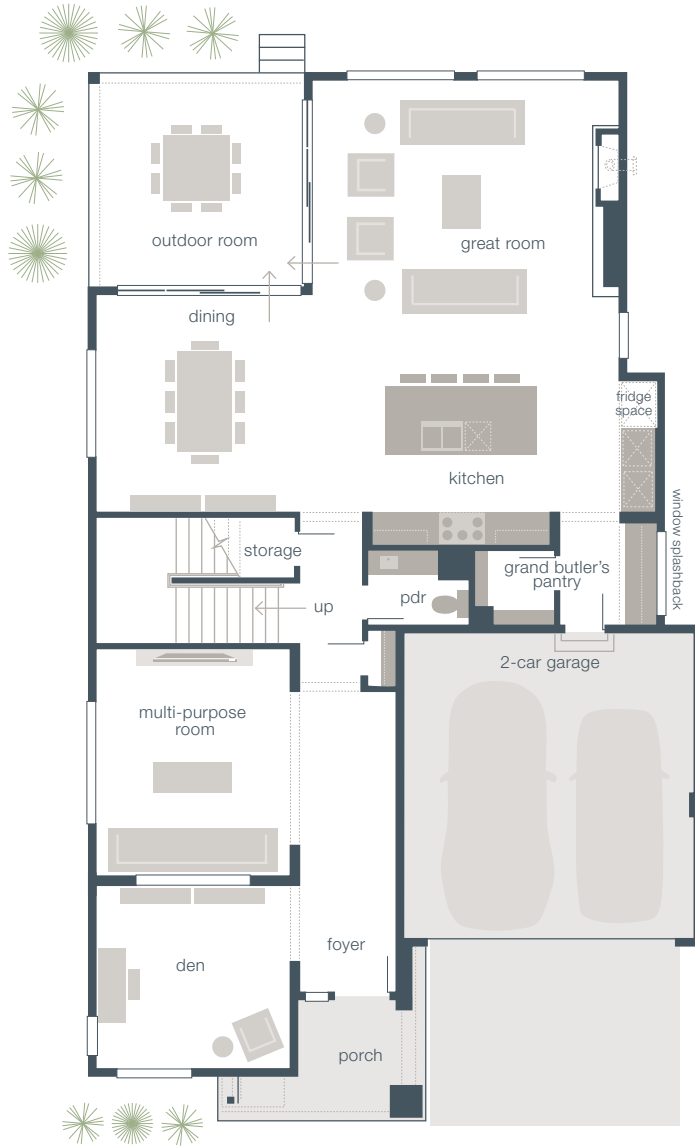 outdoor room
great room
dining
fridge
space
kitchen
window splashback
storage
grand butler's
pantry
up
pdr
2-car garage
multi-purpose
room
foyer
den
porch